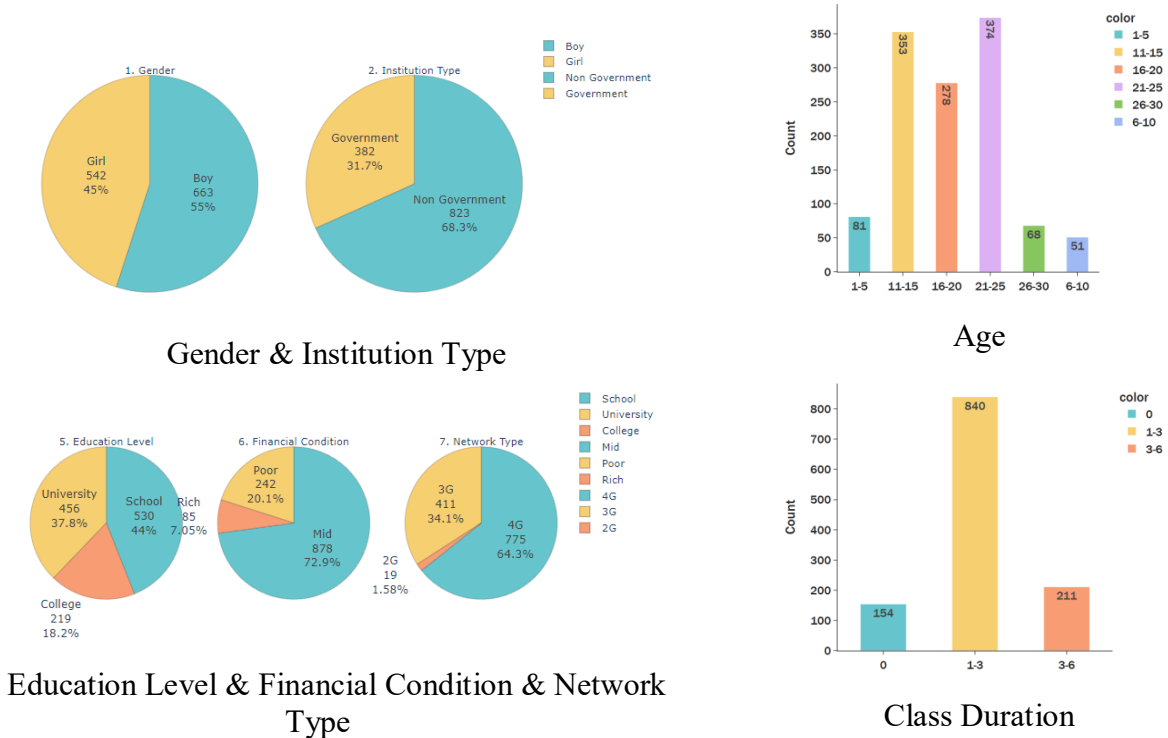 1. Gender
Girl
542
45%
Boy
663
55%
2. Institution Type
Government
382
31.7%
Non Government
823
68.3%
Boy
Girl
Non Government
Government
Gender & Institution Type
Count
350
300
250
200
150
100
50
0
81
353
278
374
68
51
1-5
11-15
16-20
21-25
26-30
6-10
color
1-5
11-15
16-20
21-25
26-30
6-10
Age
5. Education Level
University
456
37.8%
School
530
44%
College
219
18.2%
6. Financial Condition
Rich
85
7.05%
Poor
242
20.1%
Mid
878
72.9%
7. Network Type
3G
411
34.1%
4G
775
64.3%
2G
19
1.58%
School
University
College
Mid
Poor
Rich
4G
3G
2G
Education Level & Financial Condition & Network
Type
Count
800
700
600
500
400
300
200
100
0
154
840
211
0
1-3
3-6
color
0
1-3
3-6
Class Duration